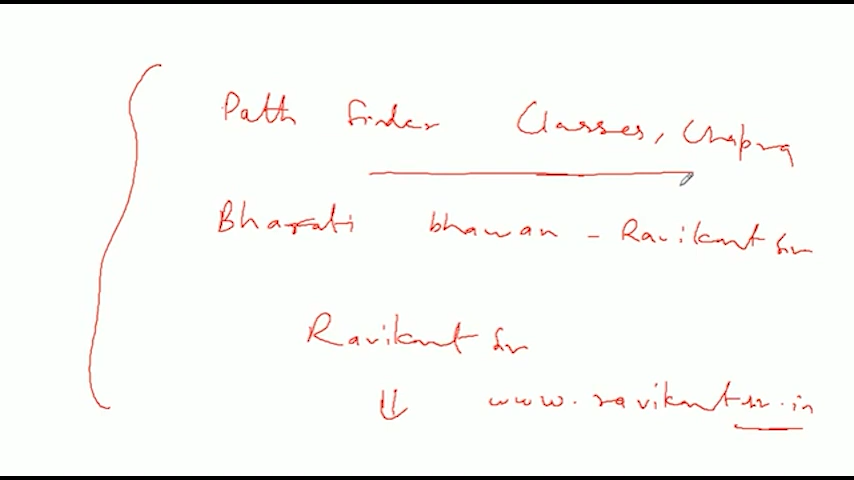 Path finder Classes, Chapra
Bharati bhawan - Ravikant Sir
Ravikant Sir
www.ravikantsir.in